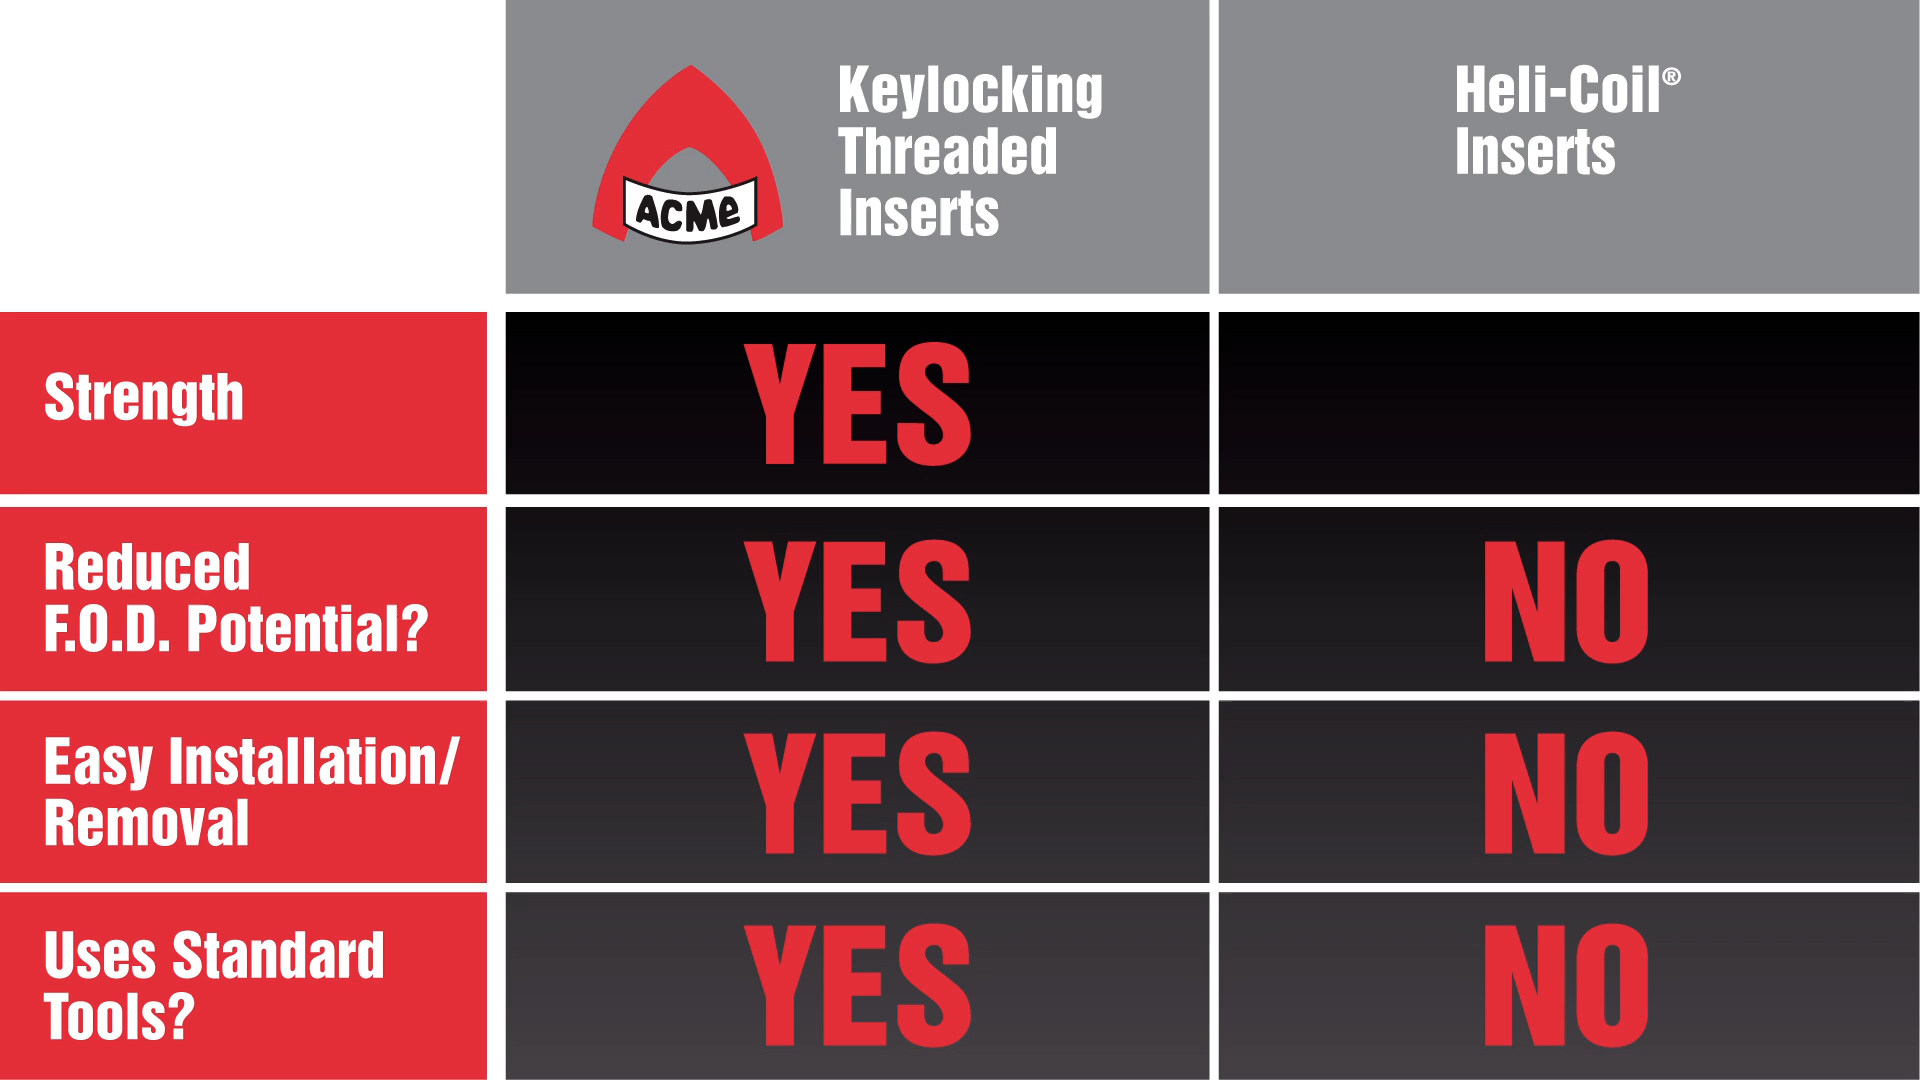 ACME
Keylocking
Threaded
Inserts
Heli-Coil®
Inserts
Strength
YES
Reduced
F.O.D. Potential?
YES
NO
Easy Installation/
Removal
YES
NO
Uses Standard
Tools?
YES
NO